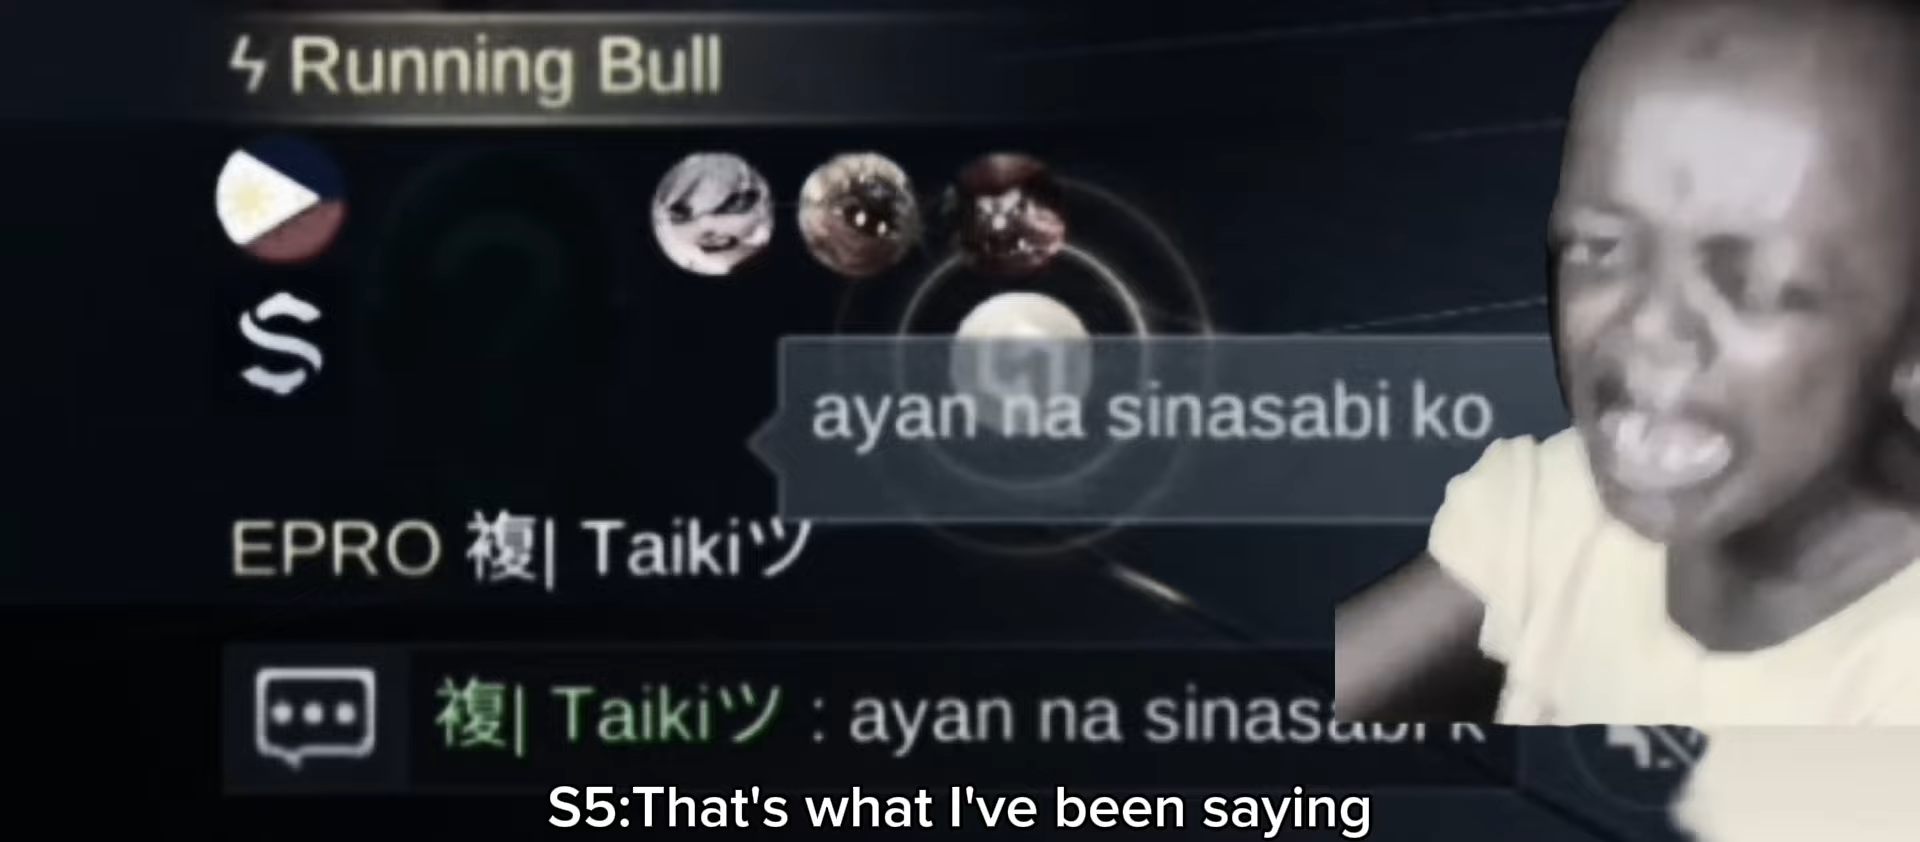 Running Bull
S
ayan na sinasabi ko
EPRO 複| Taikiツ
複| Taikiツ : ayan na sinasabi k
S5:That's what I've been saying